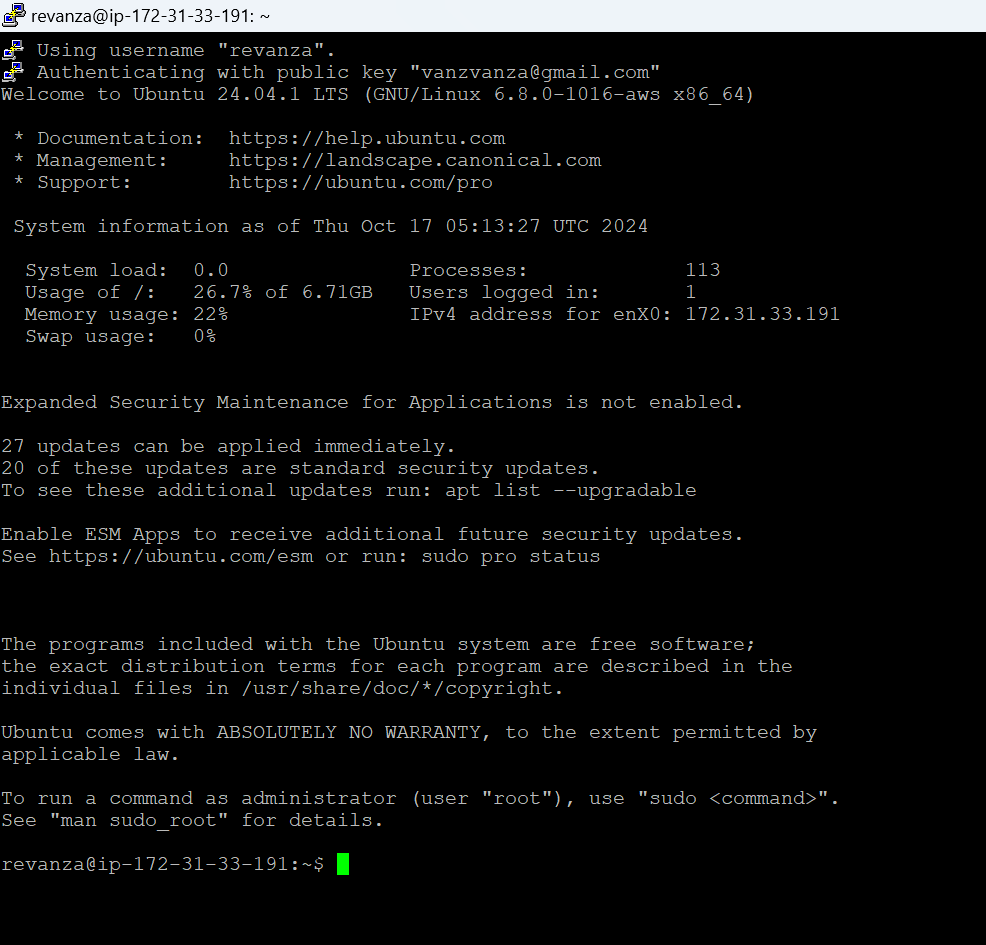 revanza@ip-172-31-33-191: ~
Using username "revanza".
Authenticating with public key "vanzvanza@gmail.com"
Welcome to Ubuntu 24.04.1 LTS (GNU/Linux 6.8.0-1016-aws x86_64)
* Documentation:  https://help.ubuntu.com
* Management:     https://landscape.canonical.com
* Support:        https://ubuntu.com/pro
System information as of Thu Oct 17 05:13:27 UTC 2024
System load:  0.0               Processes:             113
Usage of /:   26.7% of 6.71GB   Users logged in:       1
Memory usage: 22%               IPv4 address for enX0: 172.31.33.191
Swap usage:   0%
Expanded Security Maintenance for Applications is not enabled.
27 updates can be applied immediately.
20 of these updates are standard security updates.
To see these additional updates run: apt list --upgradable
Enable ESM Apps to receive additional future security updates.
See https://ubuntu.com/esm or run: sudo pro status
The programs included with the Ubuntu system are free software;
the exact distribution terms for each program are described in the
individual files in /usr/share/doc/*/copyright.
Ubuntu comes with ABSOLUTELY NO WARRANTY, to the extent permitted by
applicable law.
To run a command as administrator (user "root"), use "sudo <command>".
See "man sudo_root" for details.
revanza@ip-172-31-33-191:~$